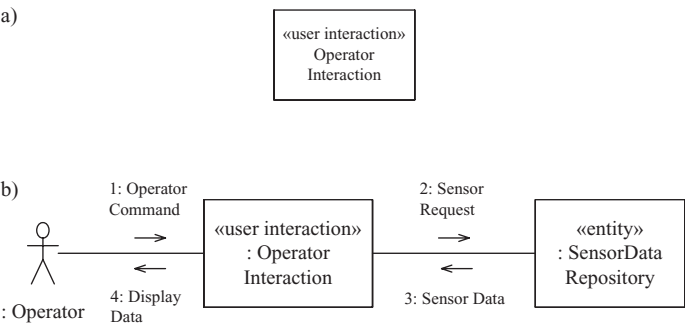 a)
«user interaction»
Operator
Interaction
b)
1: Operator
Command
2: Sensor
Request
«user interaction»
: Operator
Interaction
«entity»
: SensorData
Repository
: Operator
4: Display
Data
3: Sensor Data